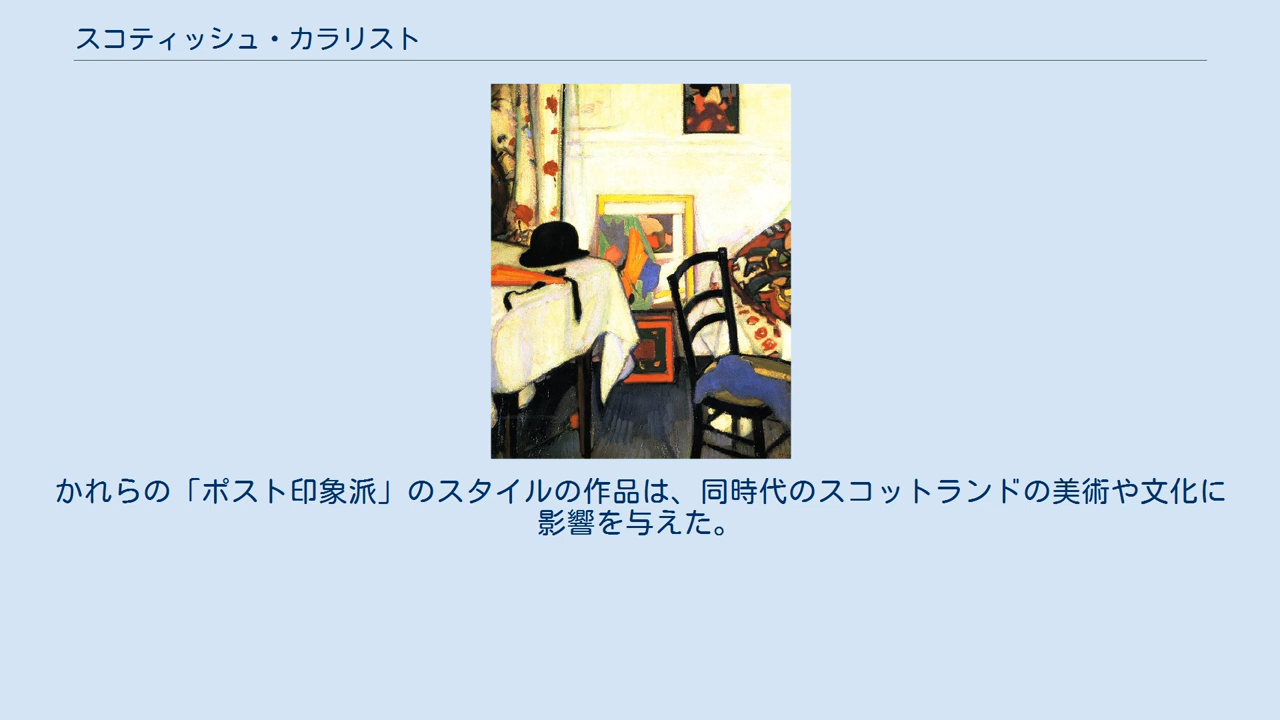 スコティッシュ・カラリスト
かれらの「ポスト印象派」のスタイルの作品は、同時代のスコットランドの美術や文化に
影響を与えた。